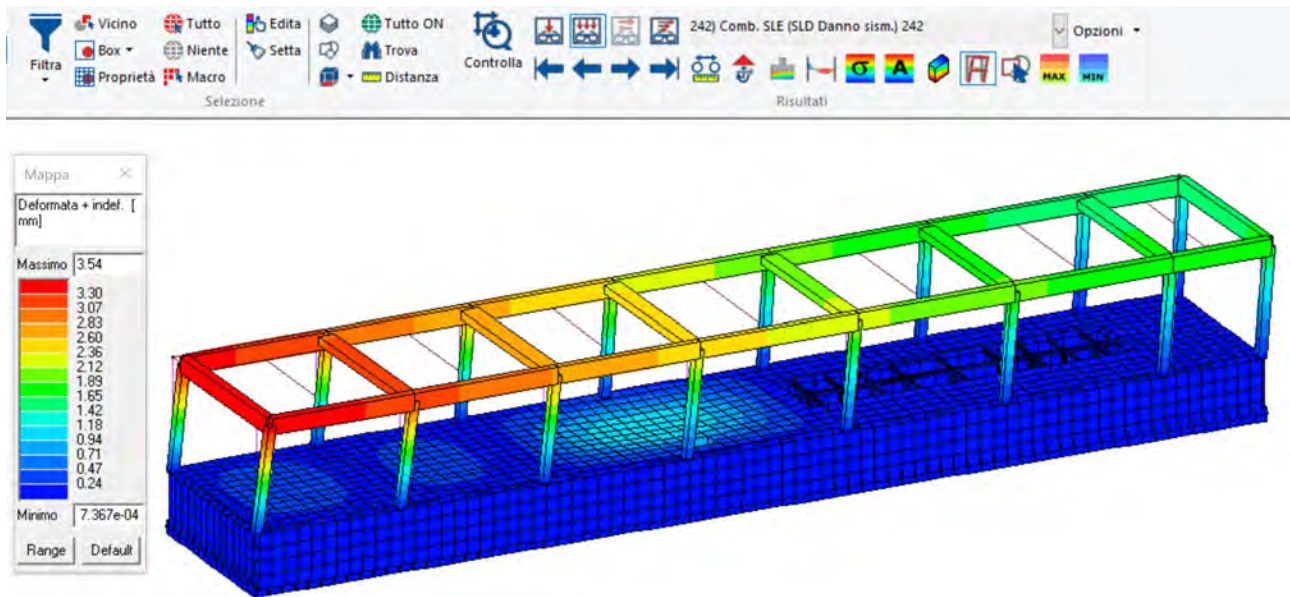 Filtra
Vicino
Box
Proprietà
Tutto
Niente
Macro
Edita
Setta
Tutto ON
Trova
Distanza
Selezione
Controlla
242) Comb. SLE (SLD Danno sism.) 242
Opzioni
σ
A
MAX
MIN
Risultati
Mappa
Deformata + indef. [
mm]
Massimo 3.54
3.30
3.07
2.83
2.60
2.36
2.12
1.89
1.65
1.42
1.18
0.94
0.71
0.47
0.24
Minimo 7.367e-04
Range Default